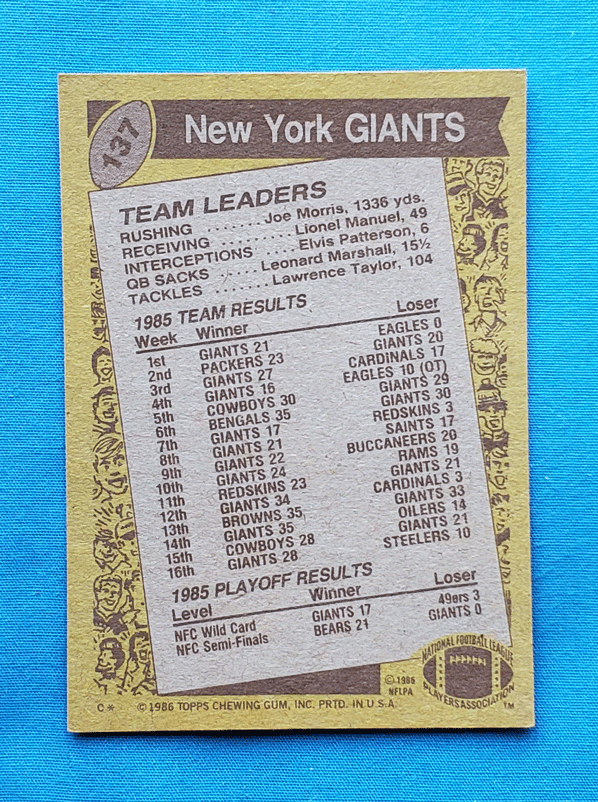 137
New York GIANTS
TEAM LEADERS
RUSHING ....... Joe Morris, 1336 yds.
RECEIVING .......... Lionel Manuel, 49
INTERCEPTIONS .... Elvis Patterson, 6
QB SACKS .... Leonard Marshall, 15½
TACKLES ....... Lawrence Taylor, 104
1985 TEAM RESULTS
Week Winner Loser
1st GIANTS 21 EAGLES 0
2nd PACKERS 23 GIANTS 20
3rd GIANTS 27 CARDINALS 17
4th GIANTS 16 EAGLES 10 (OT)
5th COWBOYS 30 GIANTS 29
6th BENGALS 35 GIANTS 30
7th GIANTS 17 REDSKINS 3
8th GIANTS 21 SAINTS 17
9th GIANTS 22 BUCCANEERS 20
10th GIANTS 24 RAMS 19
11th REDSKINS 23 GIANTS 21
12th GIANTS 34 CARDINALS 3
13th BROWNS 35 GIANTS 33
14th GIANTS 35 OILERS 14
15th COWBOYS 28 GIANTS 21
16th GIANTS 28 STEELERS 10
1985 PLAYOFF RESULTS
Level Winner Loser
NFC Wild Card GIANTS 17 49ers 3
NFC Semi-Finals BEARS 21 GIANTS 0
©1986
NFLPA
NATIONAL FOOTBALL LEAGUE
PLAYERS ASSOCIATION
TM
C* ©1986 TOPPS CHEWING GUM, INC. PRTD. IN U.S.A.